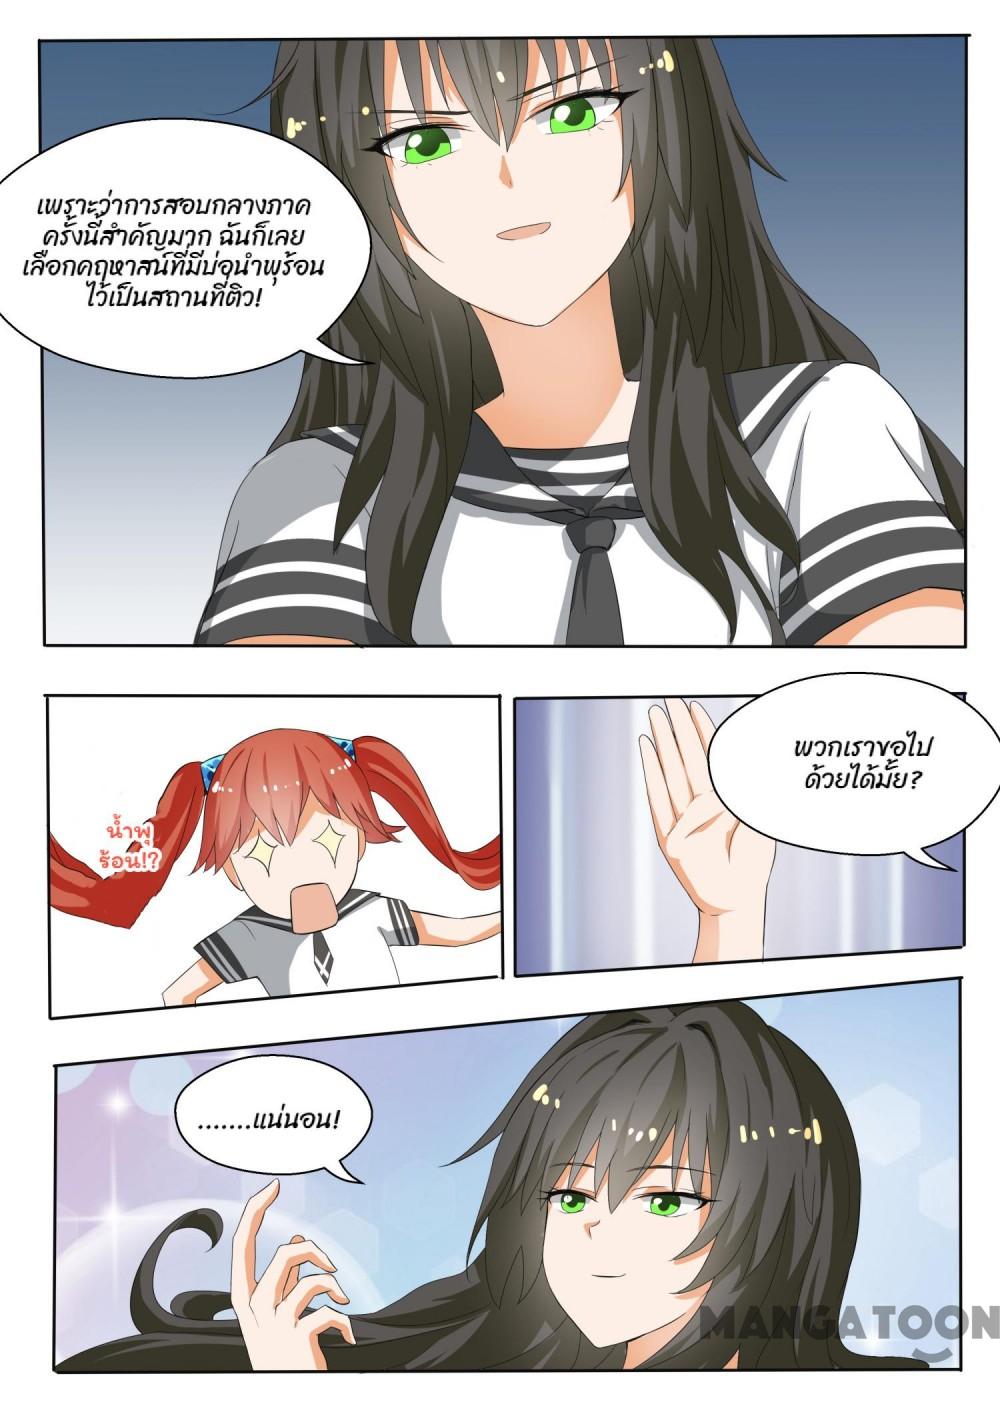 เพราะว่าการสอบกลางภาค
ครั้งนี้สำคัญมาก ฉันก็เลย
เลือกคฤหาสน์ที่มีบ่อน้ำพุร้อน
ไว้เป็นสถานที่ติว!
น้ำพุ
ร้อน!?
พวกเราขอไป
ด้วยได้มั้ย?
.......แน่นอน!
MANGATOON